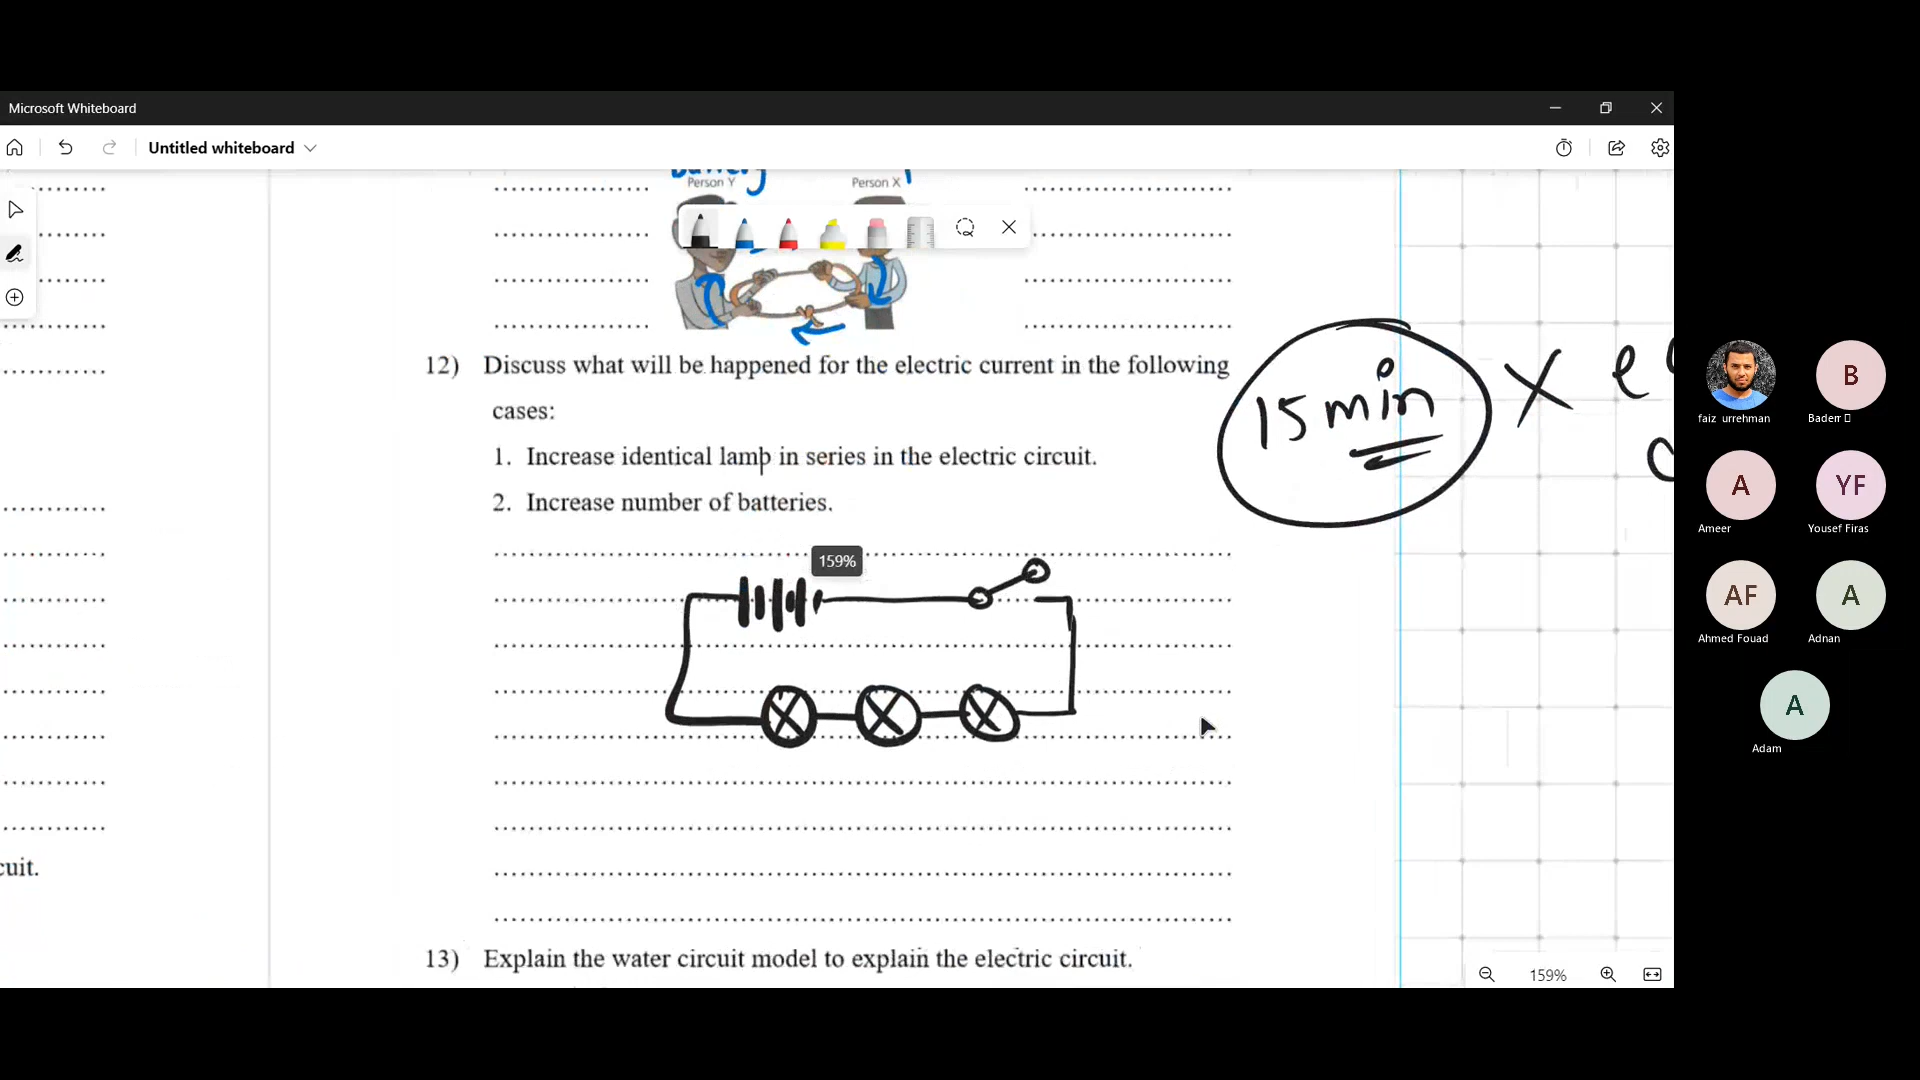 Microsoft Whiteboard
Untitled whiteboard
Person Y
Person X
12) Discuss what will be happened for the electric current in the following
cases:
1. Increase identical lamp in series in the electric circuit.
2. Increase number of batteries.
159%
15 min X
cuit.
13) Explain the water circuit model to explain the electric circuit.
159%
faiz urrehman
B
Baderr
A
Ameer
YF
Yousef Firas
AF
Ahmed Fouad
A
Adnan
A
Adam